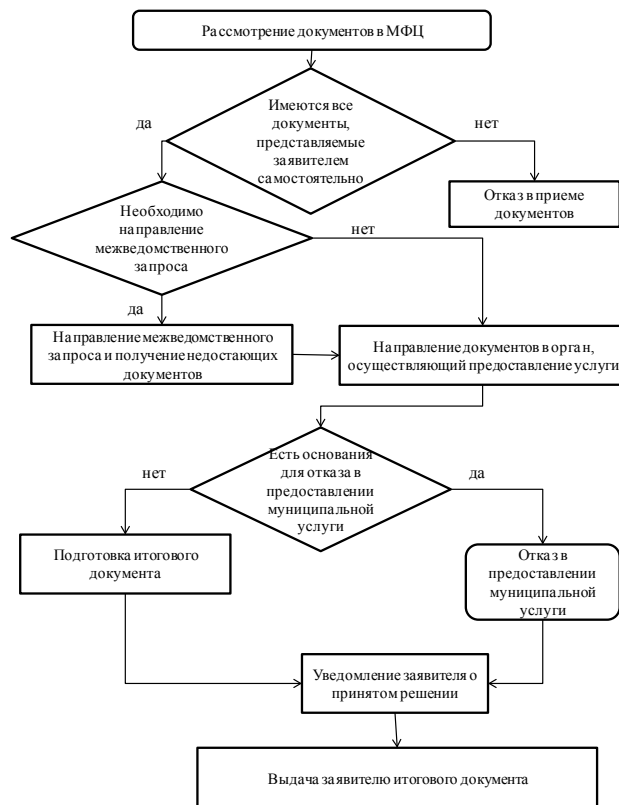 Рассмотрение документов в МФЦ
Имеются все
документы,
представляемые
заявителем
самостоятельно
да
нет
Отказ в приеме
документов
Необходимо
направление
межведомственного
запроса
нет
да
Направление межведомственного
запроса и получение недостающих
документов
Направление документов в орган,
осуществляющий предоставление услуги
Есть основания
для отказа в
предоставлении
муниципальной
услуги
нет
да
Подготовка итогового
документа
Отказ в
предоставлении
муниципальной
услуги
Уведомление заявителя о
принятом решении
Выдача заявителю итогового документа